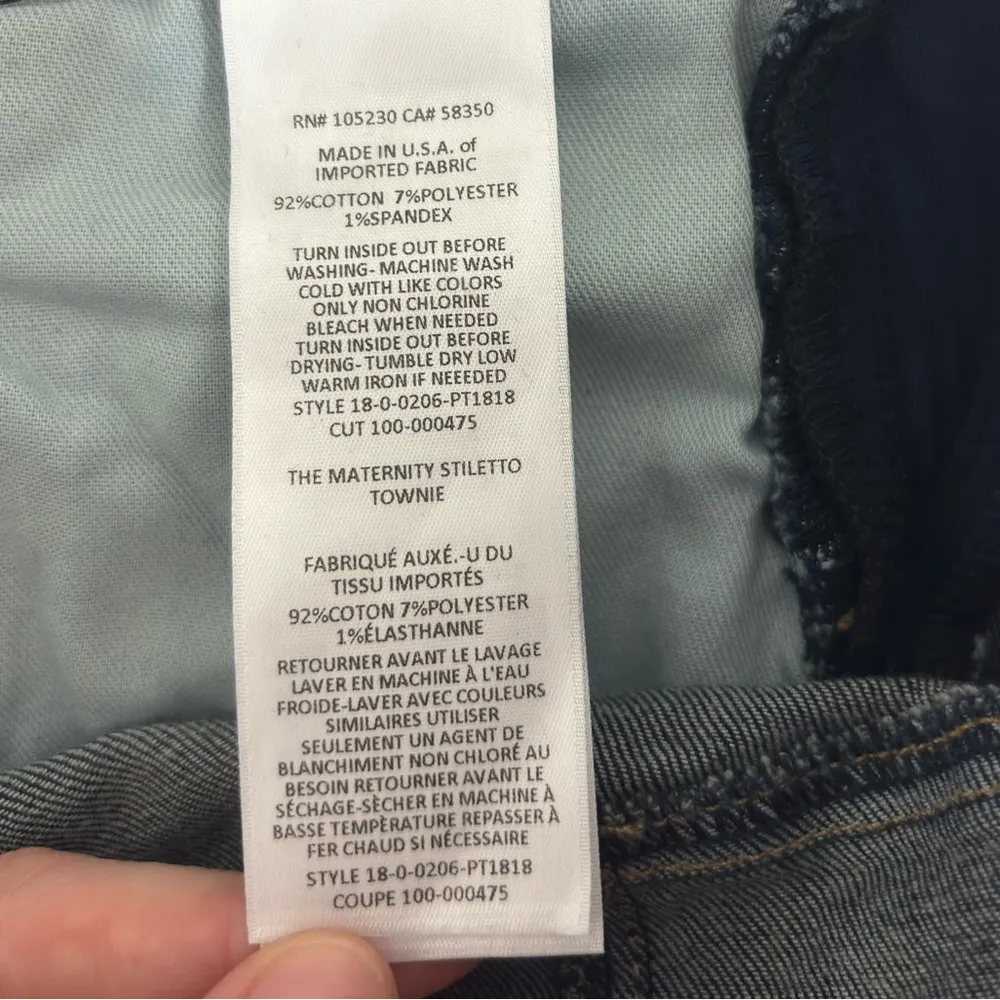 RN# 105230 CA# 58350
MADE IN U.S.A. of
IMPORTED FABRIC
92%COTTON 7%POLYESTER
1%SPANDEX
TURN INSIDE OUT BEFORE
WASHING- MACHINE WASH
COLD WITH LIKE COLORS
ONLY NON CHLORINE
BLEACH WHEN NEEDED
TURN INSIDE OUT BEFORE
DRYING- TUMBLE DRY LOW
WARM IRON IF NEEEDED
STYLE 18-0-0206-PT1818
CUT 100-000475
THE MATERNITY STILETTO
TOWNIE
FABRIQUÉ AUXÉ.-U DU
TISSU IMPORTÉS
92%COTON 7%POLYESTER
1%ÉLASTHANNE
RETOURNER AVANT LE LAVAGE
LAVER EN MACHINE À L'EAU
FROIDE-LAVER AVEC COULEURS
SIMILAIRES UTILISER
SEULEMENT UN AGENT DE
BLANCHIMENT NON CHLORÉ AU
BESOIN RETOURNER AVANT LE
SÉCHAGE-SÈCHER EN MACHINE À
BASSE TEMPÈRATURE REPASSER À
FER CHAUD SI NÉCESSAIRE
STYLE 18-0-0206-PT1818
COUPE 100-000475